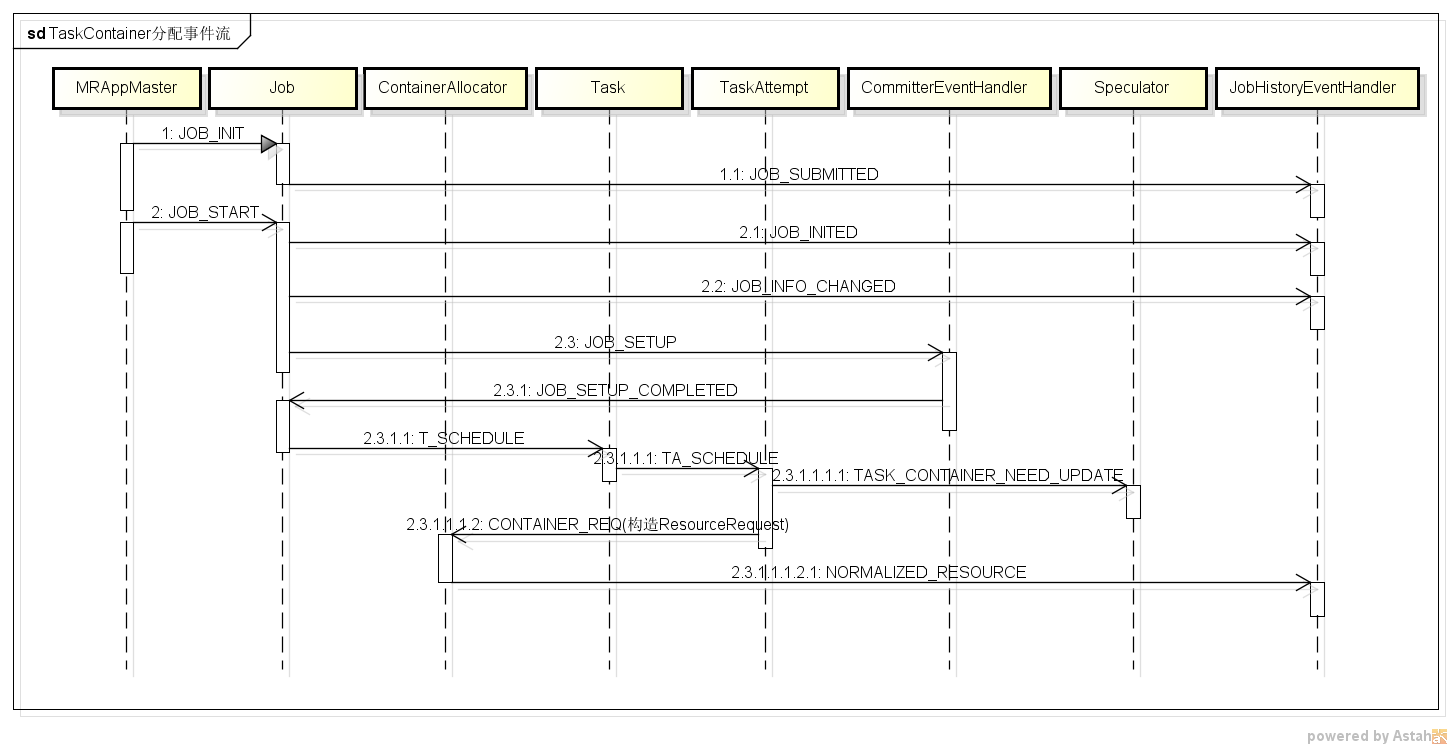 sd TaskContainer分配事件流
MRAppMaster
Job
ContainerAllocator
Task
TaskAttempt
CommitterEventHandler
Speculator
JobHistoryEventHandler
1: JOB_INIT
1.1: JOB_SUBMITTED
2: JOB_START
2.1: JOB_INITED
2.2: JOB_INFO_CHANGED
2.3: JOB_SETUP
2.3.1: JOB_SETUP_COMPLETED
2.3.1.1: T_SCHEDULE
2.3.1.1.1: TA_SCHEDULE
2.3.1.1.1.1: TASK_CONTAINER_NEED_UPDATE
2.3.1.1.1.2: CONTAINER_REQ(构造ResourceRequest)
2.3.1.1.1.2.1: NORMALIZED_RESOURCE
powered by Astah